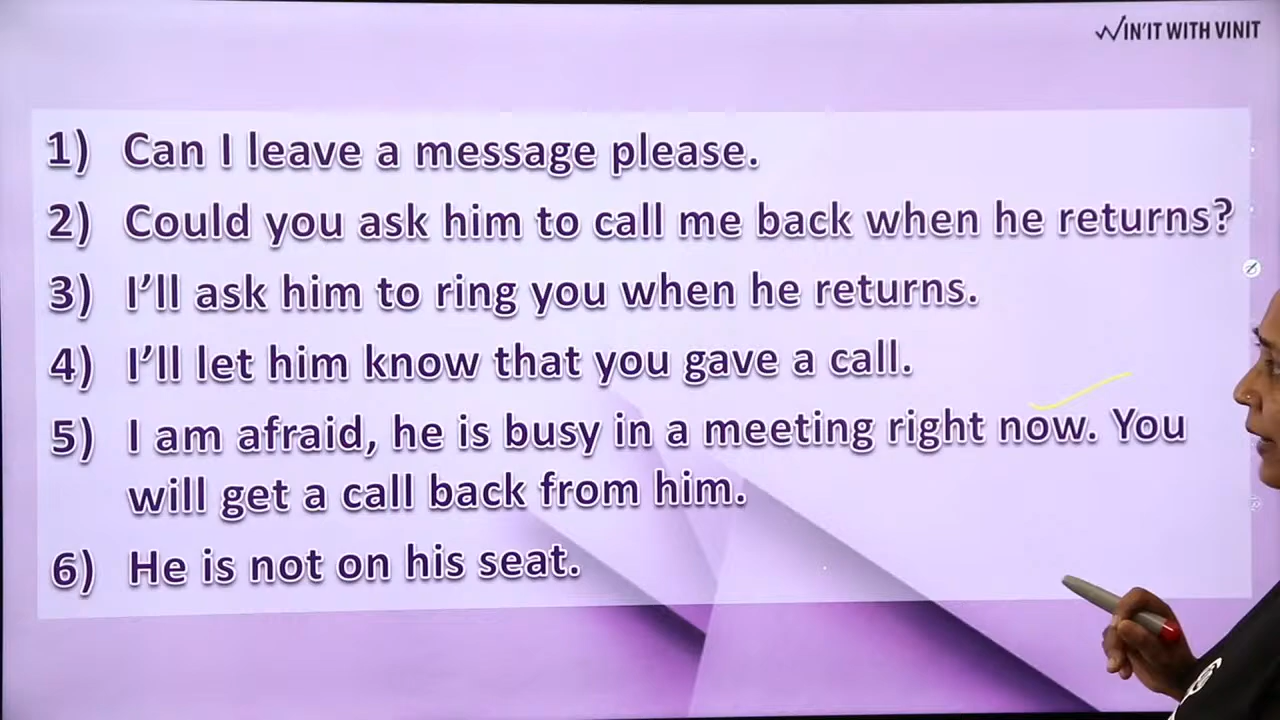 WIN'IT WITH VINIT
1) Can I leave a message please.
2) Could you ask him to call me back when he returns?
3) I'll ask him to ring you when he returns.
4) I'll let him know that you gave a call.
5) I am afraid, he is busy in a meeting right now. You
will get a call back from him.
6) He is not on his seat.